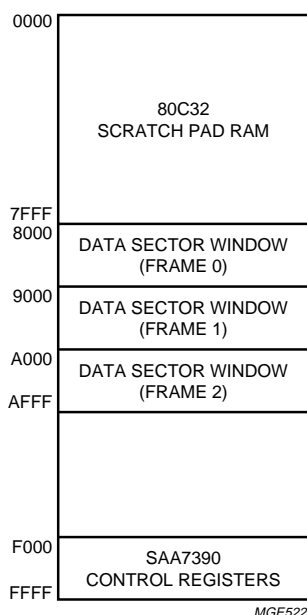 0000
80C32
SCRATCH PAD RAM
7FFF
8000
DATA SECTOR WINDOW
(FRAME 0)
9000
DATA SECTOR WINDOW
(FRAME 1)
A000
DATA SECTOR WINDOW
(FRAME 2)
AFFF
F000
SAA7390
CONTROL REGISTERS
FFFF
MGE522